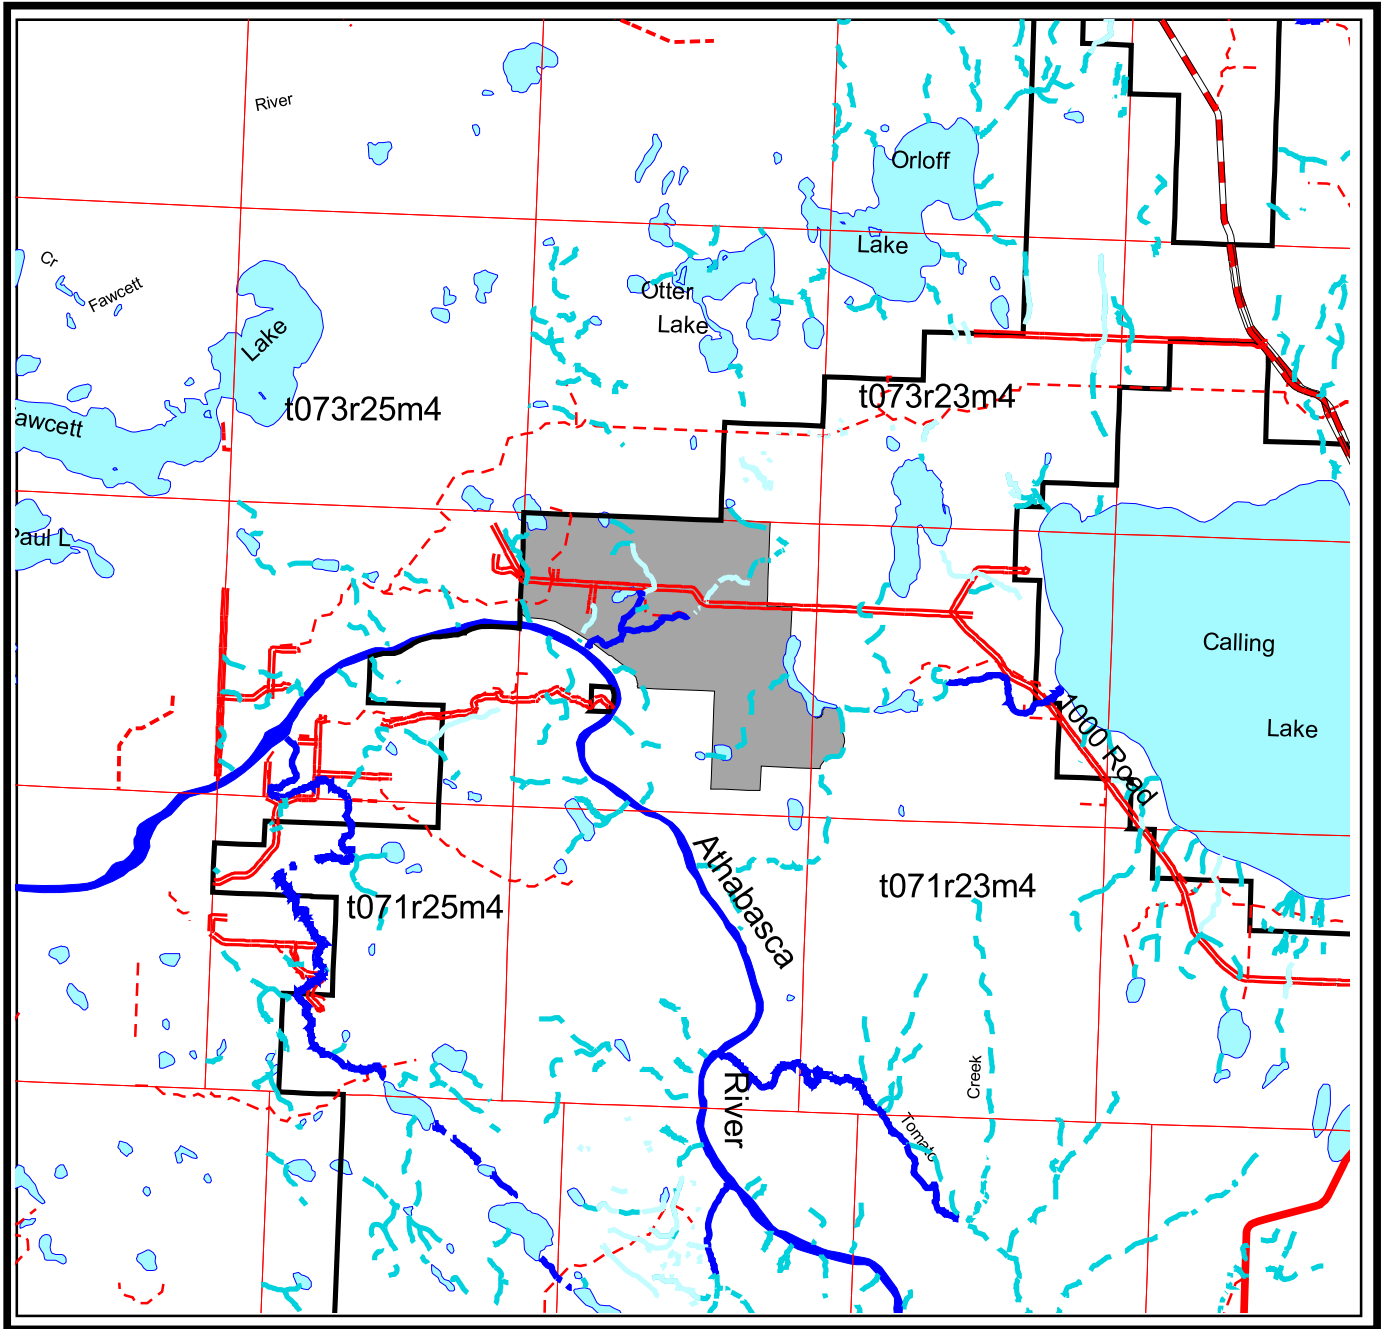 River
Orloff
Lake
Cr
Fawcett
Otter
Lake
Lake
t073r25m4
t073r23m4
awcett
Paul L
Calling
Lake
1000 Road
Athabasca
t071r25m4
t071r23m4
River
Creek
Tomato